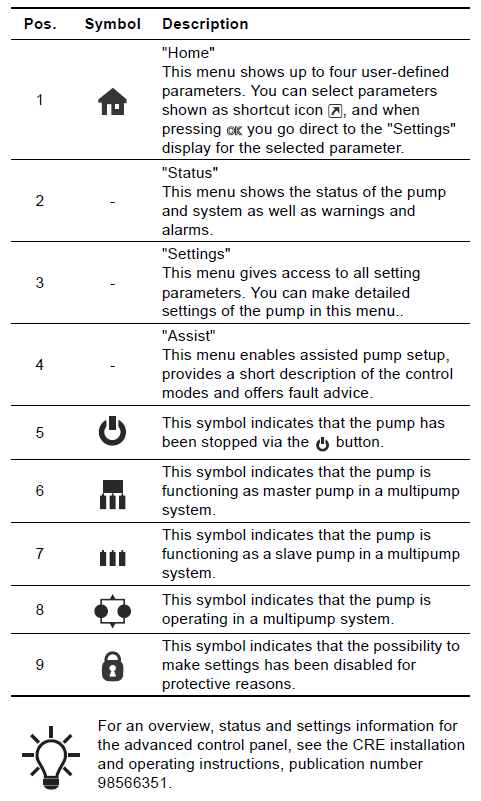 Pos. Symbol Description
"Home"
This menu shows up to four user-defined
parameters. You can select parameters
1
shown as shortcut icon , and when
pressing OK you go direct to the "Settings"
display for the selected parameter.
"Status"
2 - This menu shows the status of the pump
and system as well as warnings and
alarms.
"Settings"
3 - This menu gives access to all setting
parameters. You can make detailed
settings of the pump in this menu..
"Assist"
4 - This menu enables assisted pump setup,
provides a short description of the control
modes and offers fault advice.
5 This symbol indicates that the pump has
been stopped via the button.
This symbol indicates that the pump is
6 functioning as master pump in a multipump
system.
This symbol indicates that the pump is
7 functioning as a slave pump in a multipump
system.
8 This symbol indicates that the pump is
operating in a multipump system.
This symbol indicates that the possibility to
9 make settings has been disabled for
protective reasons.
For an overview, status and settings information for
the advanced control panel, see the CRE installation
and operating instructions, publication number
98566351.